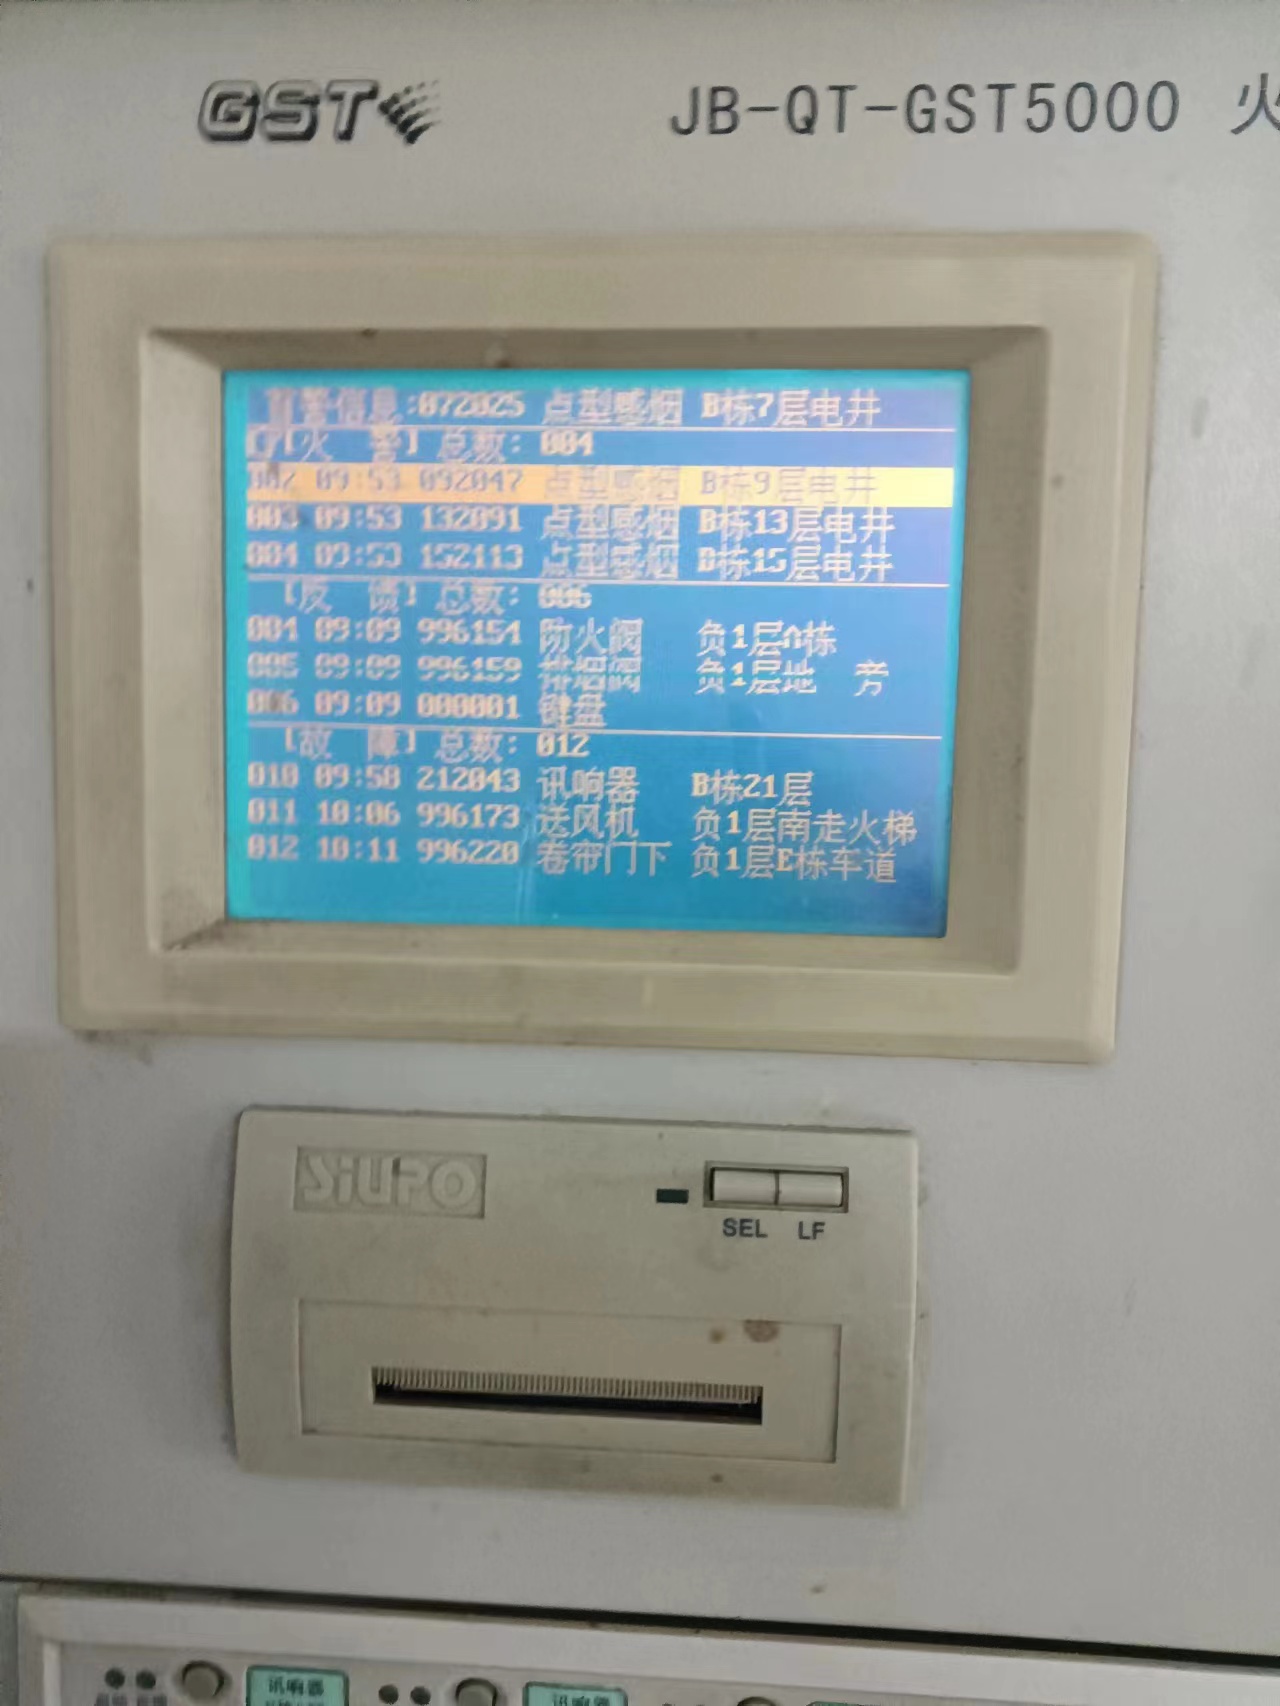 GST
JB-QT-GST5000 火
首警信息:072025 点型感烟 B栋7层电井
【火 警】总数: 004
002 09:53 092047 点型感烟 B栋9层电井
003 09:53 132091 点型感烟 B栋13层电井
004 09:53 152113 点型感烟 B栋15层电井
【反 馈】总数: 006
004 09:09 996154 防火阀 负1层A栋
005 09:09 996159 排烟阀 负1层地 旁
006 09:09 000001 键盘
【故 障】总数: 012
010 09:58 212043 讯响器 B栋21层
011 10:06 996173 送风机 负1层南走火梯
012 10:11 996220 卷帘门下 负1层E栋车道
SiUPO
SEL LF
讯响器
讯响器